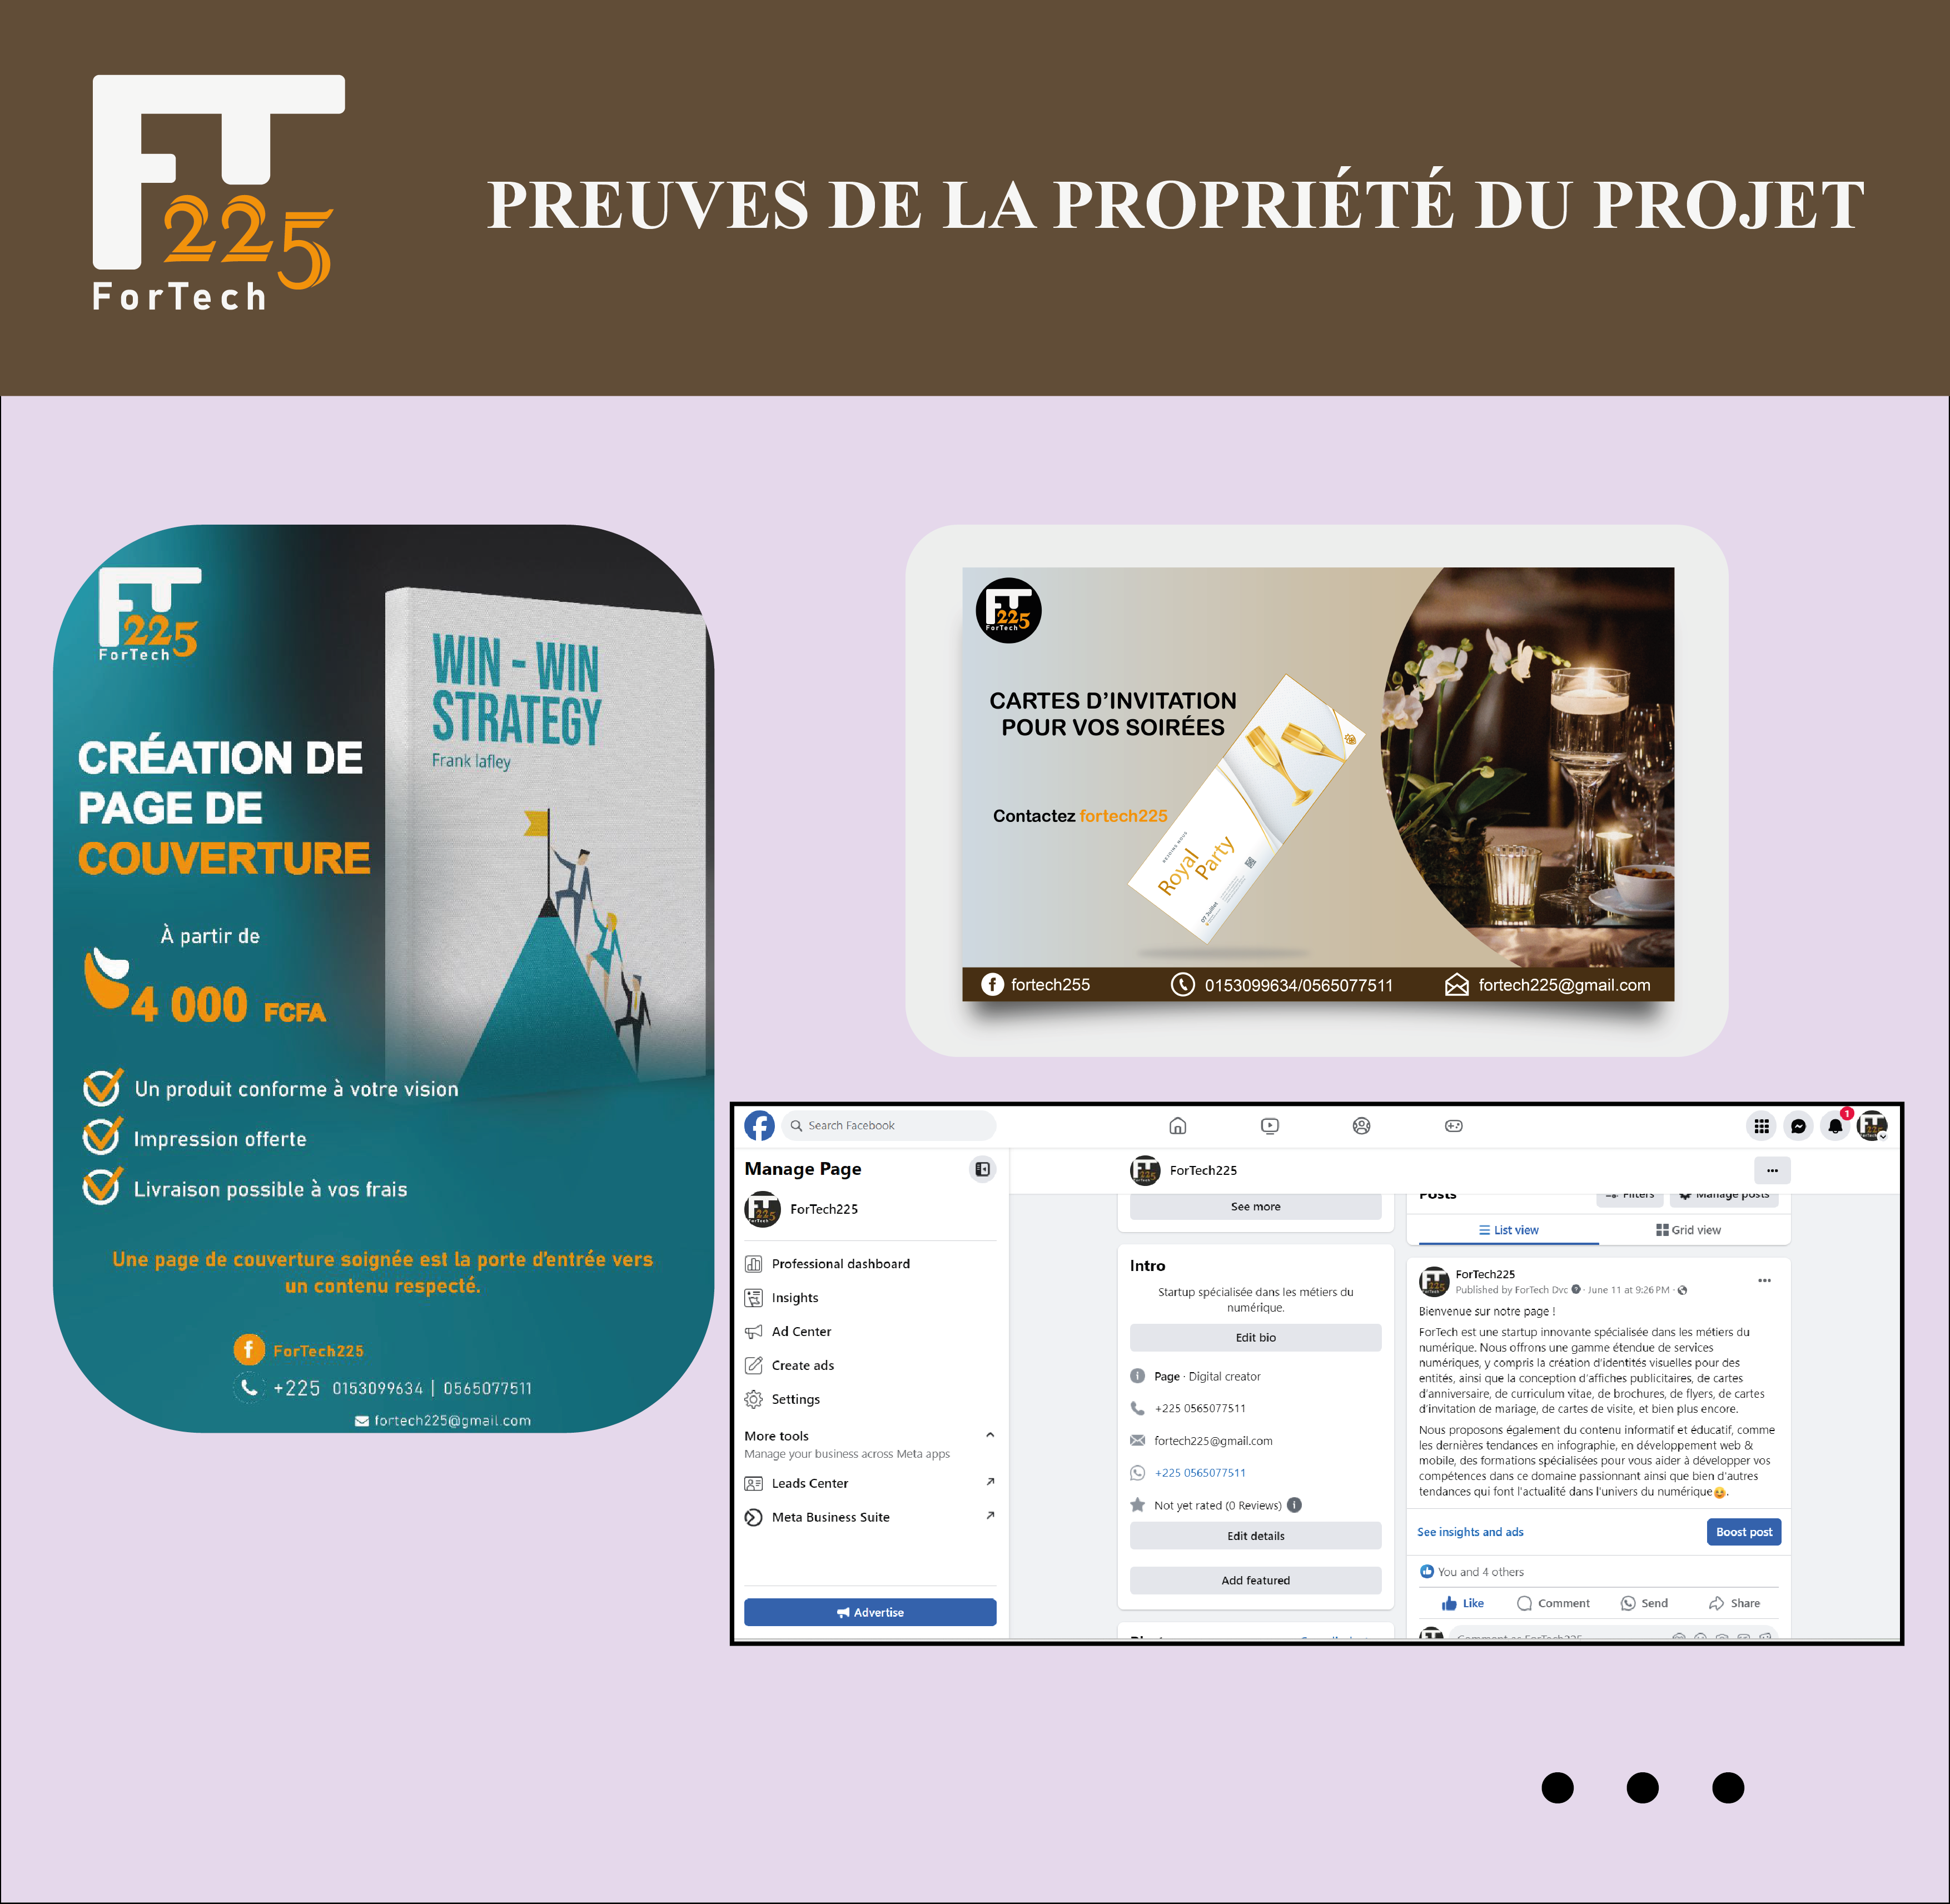 FT
225
ForTech
PREUVES DE LA PROPRIÉTÉ DU PROJET
FT
225
ForTech
WIN - WIN
STRATEGY
Frank lafley
CRÉATION DE
PAGE DE
COUVERTURE
À partir de
4 000 FCFA
Un produit conforme à votre vision
Impression offerte
Livraison possible à vos frais
Une page de couverture soignée est la porte d'entrée vers
un contenu respecté.
ForTech225
+225 0153099634 | 0565077511
fortech225@gmail.com
FT
225
ForTech
CARTES D'INVITATION
POUR VOS SOIRÉES
Contactez fortech225
REJOINS NOUS
Royal
Party
07 Juillet
fortech255
0153099634/0565077511
fortech225@gmail.com
Search Facebook
1
Manage Page
ForTech225
Professional dashboard
Insights
Ad Center
Create ads
Settings
More tools
Manage your business across Meta apps
Leads Center
Meta Business Suite
Advertise
ForTech225
...
See more
Intro
Startup spécialisée dans les métiers du
numérique.
Edit bio
Page · Digital creator
+225 0565077511
fortech225@gmail.com
+225 0565077511
Not yet rated (0 Reviews)
Edit details
Add featured
Posts
Filters
Manage posts
List view
Grid view
ForTech225
Published by ForTech Dvc · June 11 at 9:26 PM ·
Bienvenue sur notre page !
ForTech est une startup innovante spécialisée dans les métiers du
numérique. Nous offrons une gamme étendue de services
numériques, y compris la création d'identités visuelles pour des
entités, ainsi que la conception d'affiches publicitaires, de cartes
d'anniversaire, de curriculum vitae, de brochures, de flyers, de cartes
d'invitation de mariage, de cartes de visite, et bien plus encore.
Nous proposons également du contenu informatif et éducatif, comme
les dernières tendances en infographie, en développement web &
mobile, des formations spécialisées pour vous aider à développer vos
compétences dans ce domaine passionnant ainsi que bien d'autres
tendances qui font l'actualité dans l'univers du numérique😉.
See insights and ads
Boost post
You and 4 others
Like
Comment
Send
Share
Comment as ForTech225